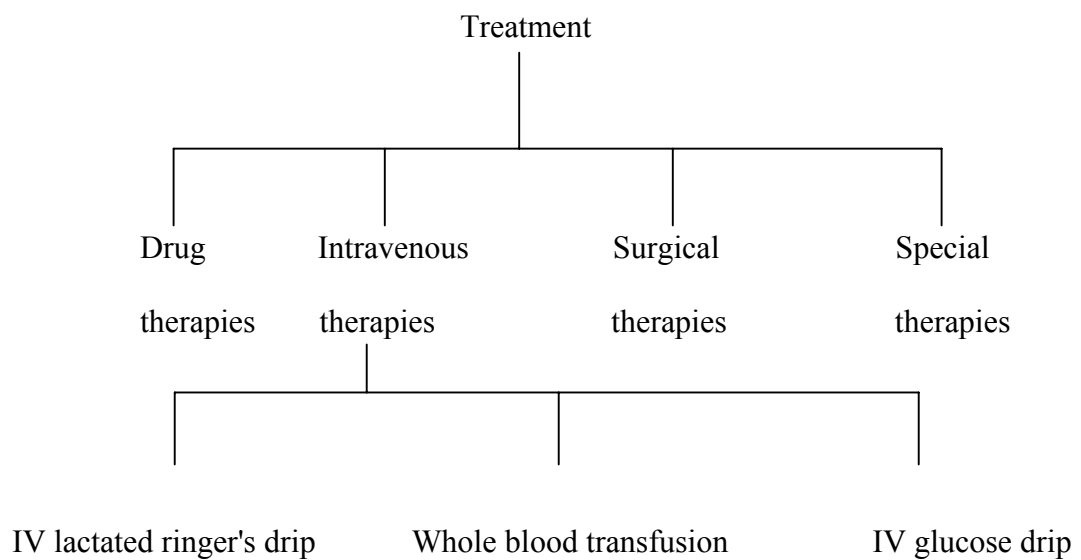 Treatment
Drug Intravenous Surgical Special
therapies therapies therapies therapies
IV lactated ringer's drip Whole blood transfusion IV glucose drip